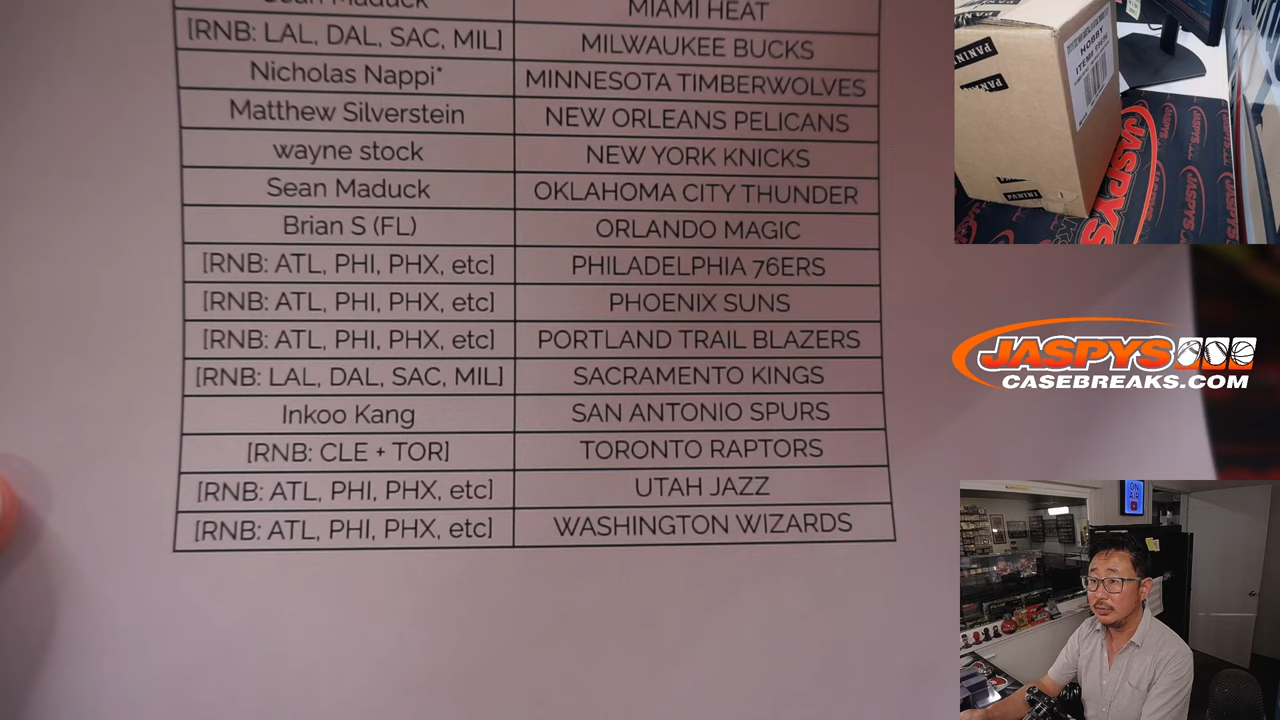 Sean Maduck MIAMI HEAT
[RNB: LAL, DAL, SAC, MIL] MILWAUKEE BUCKS
Nicholas Nappi* MINNESOTA TIMBERWOLVES
Matthew Silverstein NEW ORLEANS PELICANS
wayne stock NEW YORK KNICKS
Sean Maduck OKLAHOMA CITY THUNDER
Brian S (FL) ORLANDO MAGIC
[RNB: ATL, PHI, PHX, etc] PHILADELPHIA 76ERS
[RNB: ATL, PHI, PHX, etc] PHOENIX SUNS
[RNB: ATL, PHI, PHX, etc] PORTLAND TRAIL BLAZERS
[RNB: LAL, DAL, SAC, MIL] SACRAMENTO KINGS
Inkoo Kang SAN ANTONIO SPURS
[RNB: CLE + TOR] TORONTO RAPTORS
[RNB: ATL, PHI, PHX, etc] UTAH JAZZ
[RNB: ATL, PHI, PHX, etc] WASHINGTON WIZARDS
HOBBY
PANINI
PANINI
JASPYS
JASPYS
CASEBREAKS.COM
ON
AIR